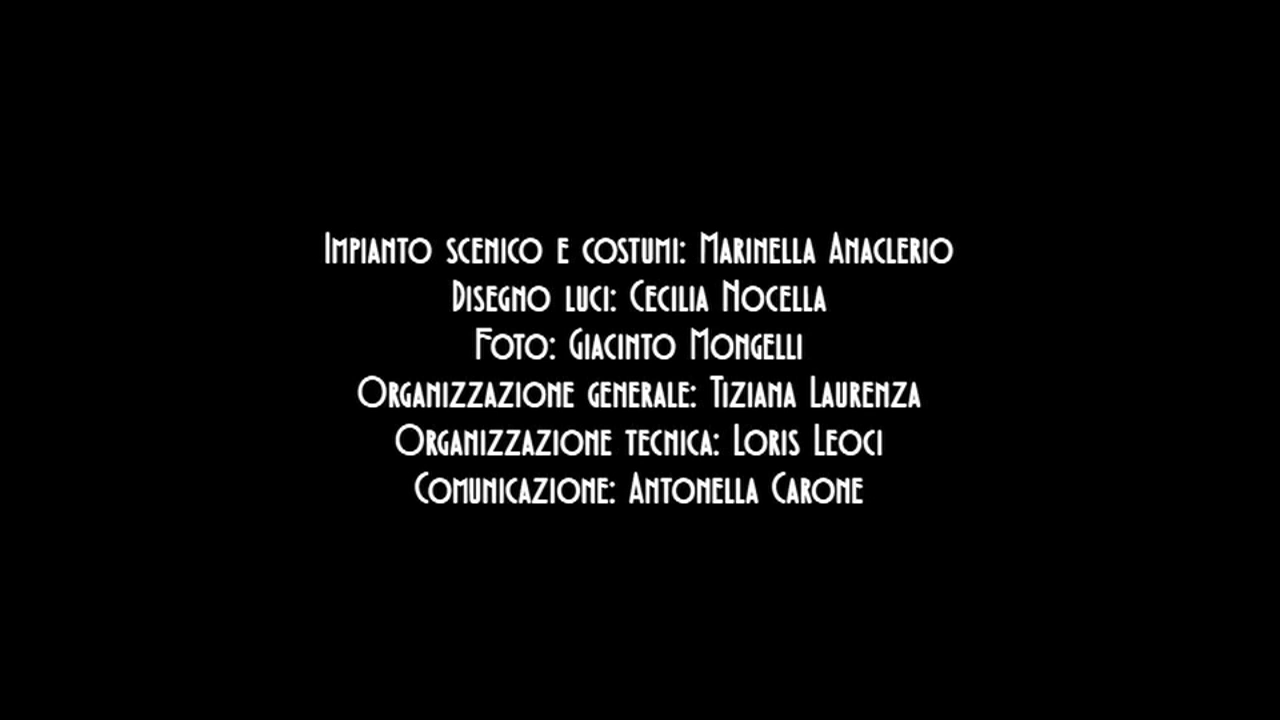 Impianto scenico e costumi: Marinella Anaclerio
Disegno luci: Cecilia Nocella
Foto: Giacinto Mongelli
Organizzazione generale: Tiziana Laurenza
Organizzazione tecnica: Loris Leoci
Comunicazione: Antonella Carone